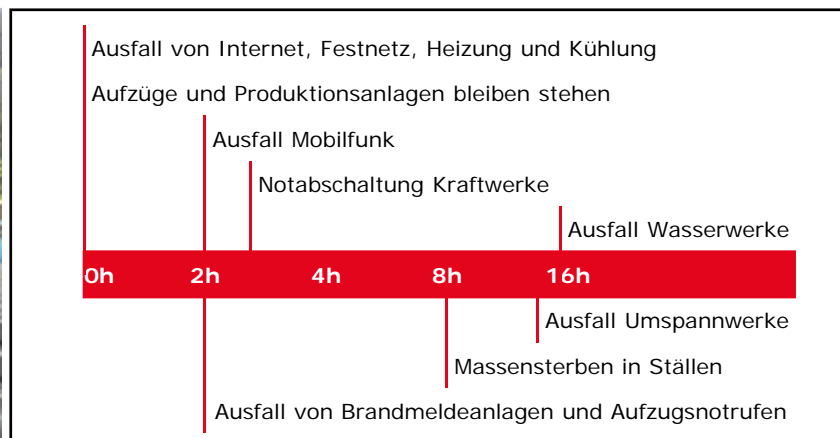 Ausfall von Internet, Festnetz, Heizung und Kühlung
Aufzüge und Produktionsanlagen bleiben stehen
Ausfall Mobilfunk
Notabschaltung Kraftwerke
Ausfall Wasserwerke
0h 2h 4h 8h 16h
Ausfall Umspannwerke
Massensterben in Ställen
Ausfall von Brandmeldeanlagen und Aufzugsnotrufen